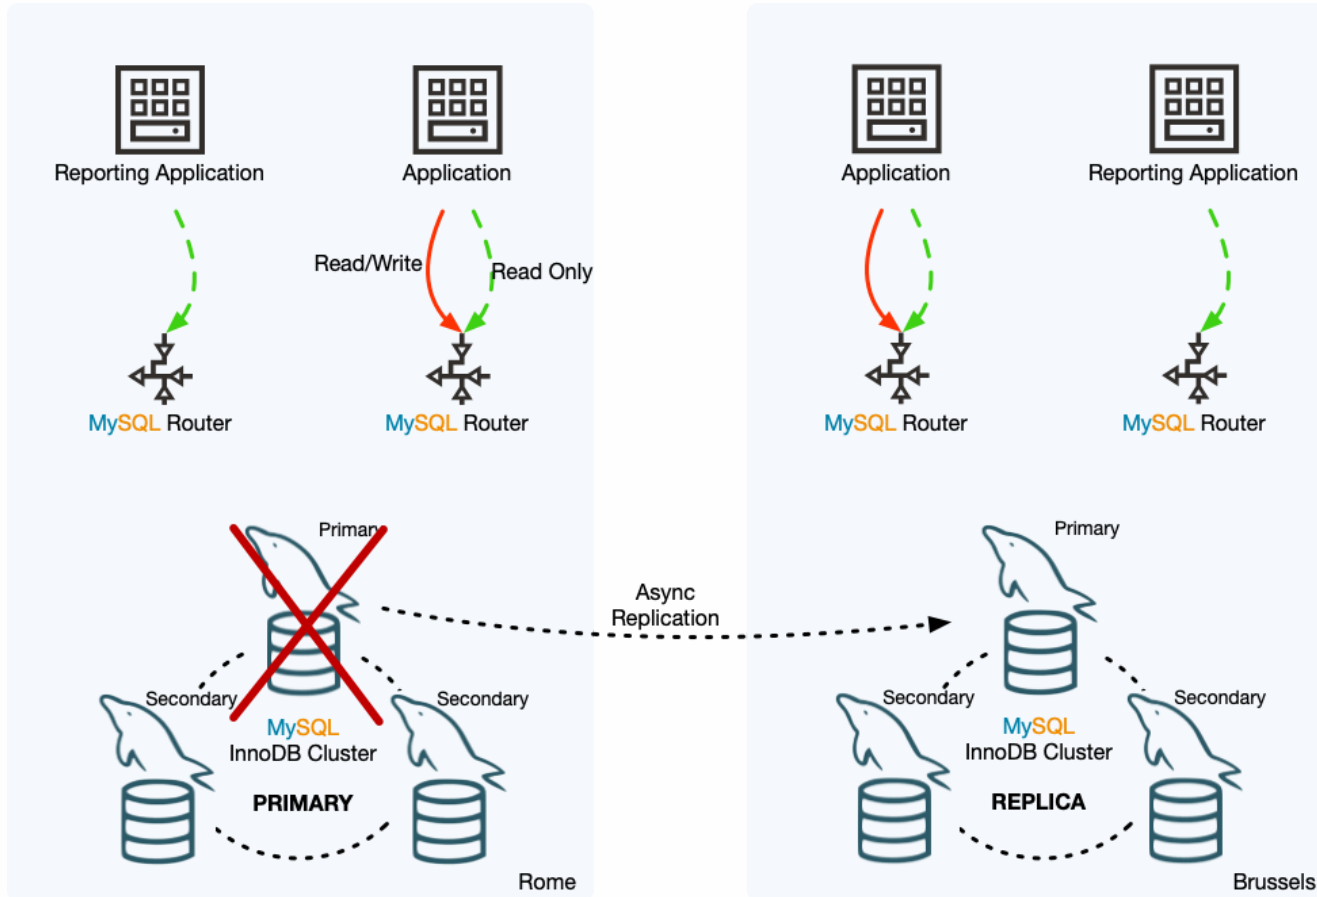 Reporting Application
Application
Application
Reporting Application
Read/Write
Read Only
MySQL Router
MySQL Router
MySQL Router
MySQL Router
Primary
Primary
Async
Replication
Secondary
Secondary
Secondary
Secondary
MySQL
InnoDB Cluster
PRIMARY
MySQL
InnoDB Cluster
REPLICA
Rome
Brussels